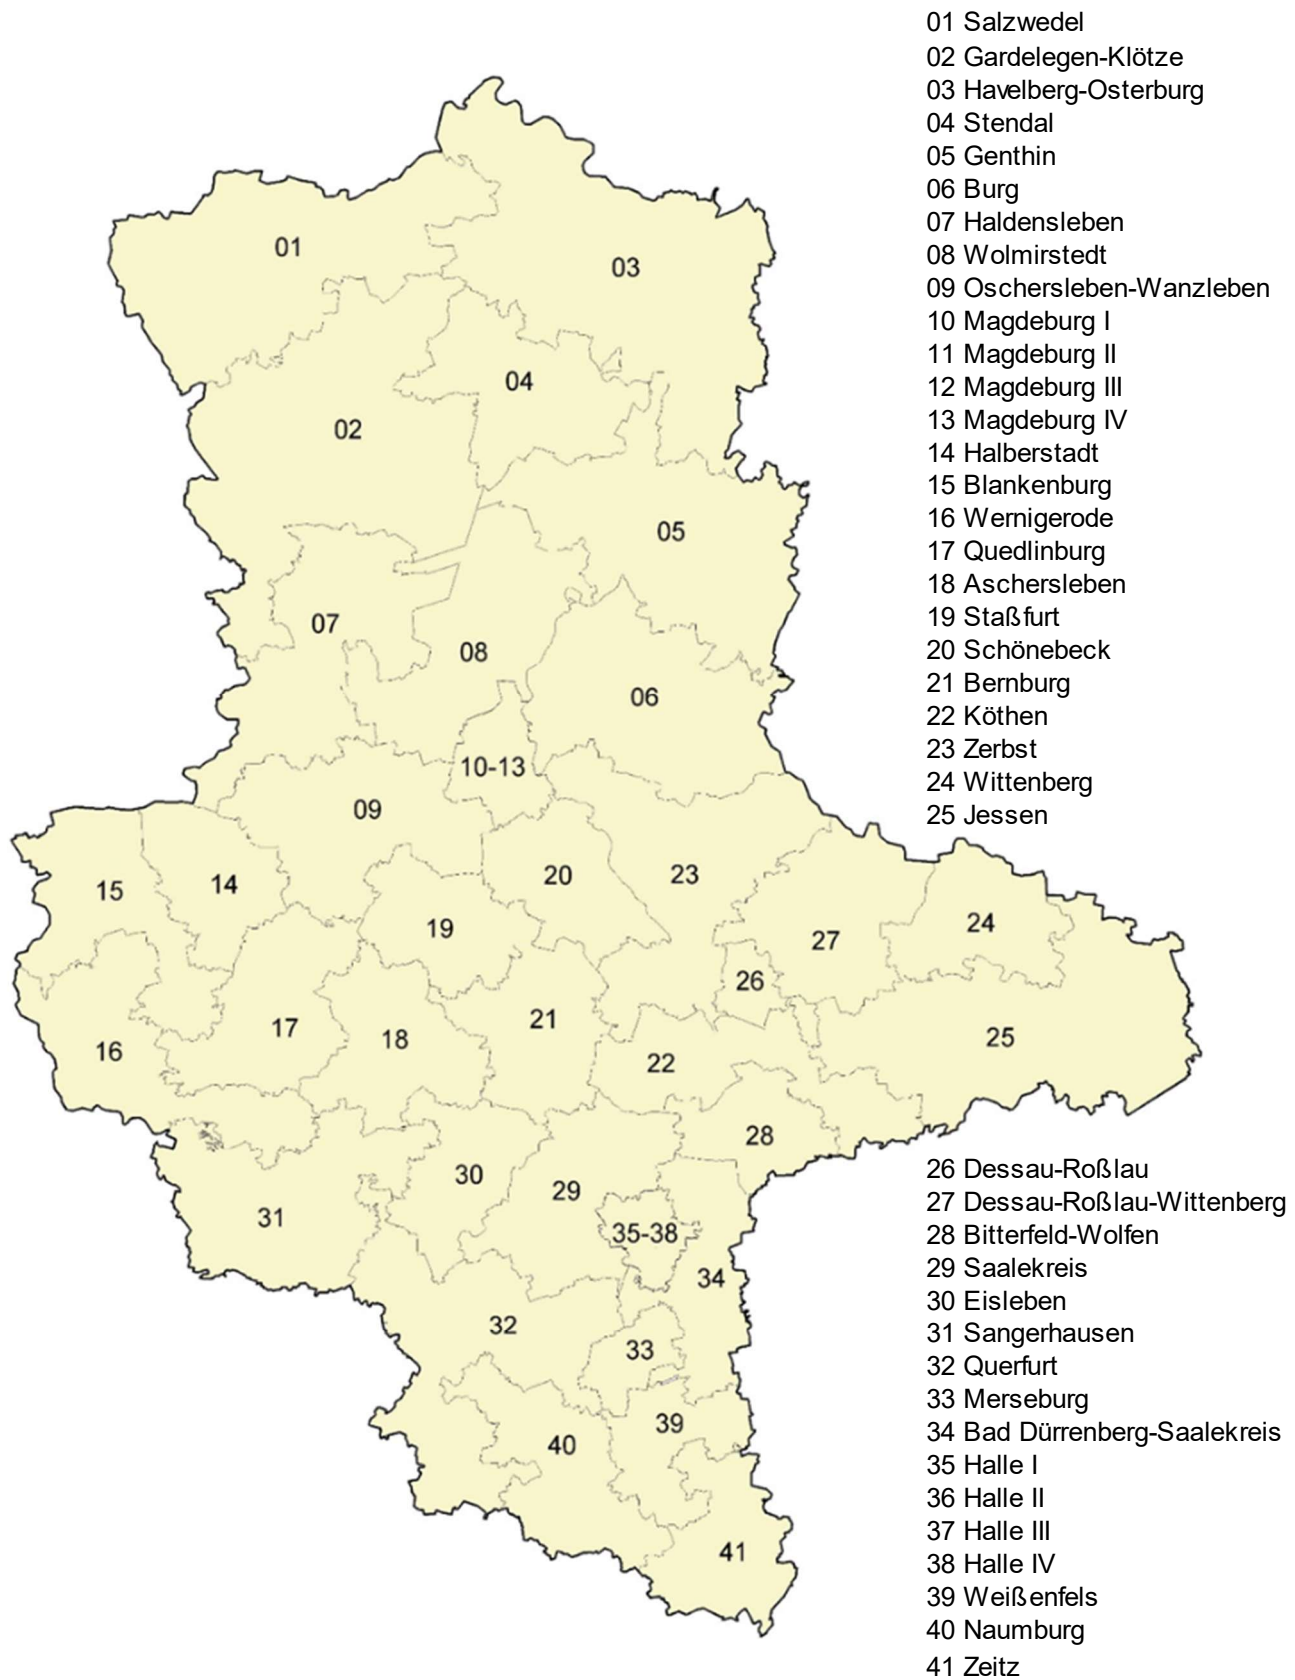 01 Salzwedel
02 Gardelegen-Klötze
03 Havelberg-Osterburg
04 Stendal
05 Genthin
06 Burg
07 Haldensleben
08 Wolmirstedt
09 Oschersleben-Wanzleben
10 Magdeburg I
11 Magdeburg II
12 Magdeburg III
13 Magdeburg IV
14 Halberstadt
15 Blankenburg
16 Wernigerode
17 Quedlinburg
18 Aschersleben
19 Staßfurt
20 Schönebeck
21 Bernburg
22 Köthen
23 Zerbst
24 Wittenberg
25 Jessen
26 Dessau-Roßlau
27 Dessau-Roßlau-Wittenberg
28 Bitterfeld-Wolfen
29 Saalekreis
30 Eisleben
31 Sangerhausen
32 Querfurt
33 Merseburg
34 Bad Dürrenberg-Saalekreis
35 Halle I
36 Halle II
37 Halle III
38 Halle IV
39 Weißenfels
40 Naumburg
41 Zeitz
01
03
04
02
05
07
08
06
10-13
09
15
14
20
23
19
27
24
26
17
18
21
16
22
25
28
30
29
31
35-38
34
32
33
39
40
41